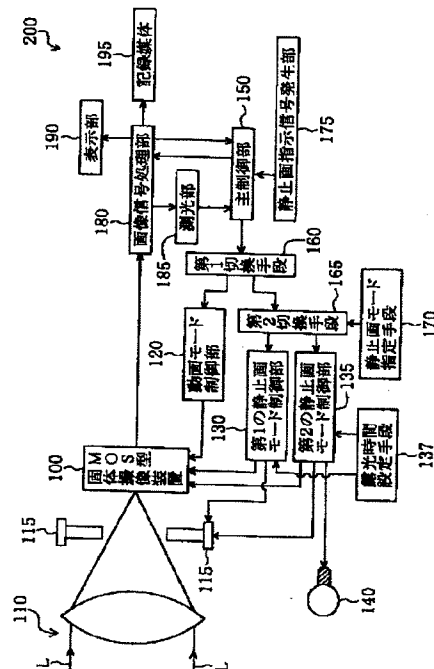 200
195
記録媒体
190
表示部
180
画像信号処理部
185
測光部
150
主制御部
175
静止画指示信号発生部
160
第1切換手段
165
第2切換手段
170
静止画モード
指定手段
120
動画モード
制御部
130
第1の静止画
モード制御部
135
第2の静止画
モード制御部
137
露光時間
設定手段
100
MOS型
固体撮像
装置
115
115
110
140
L
L